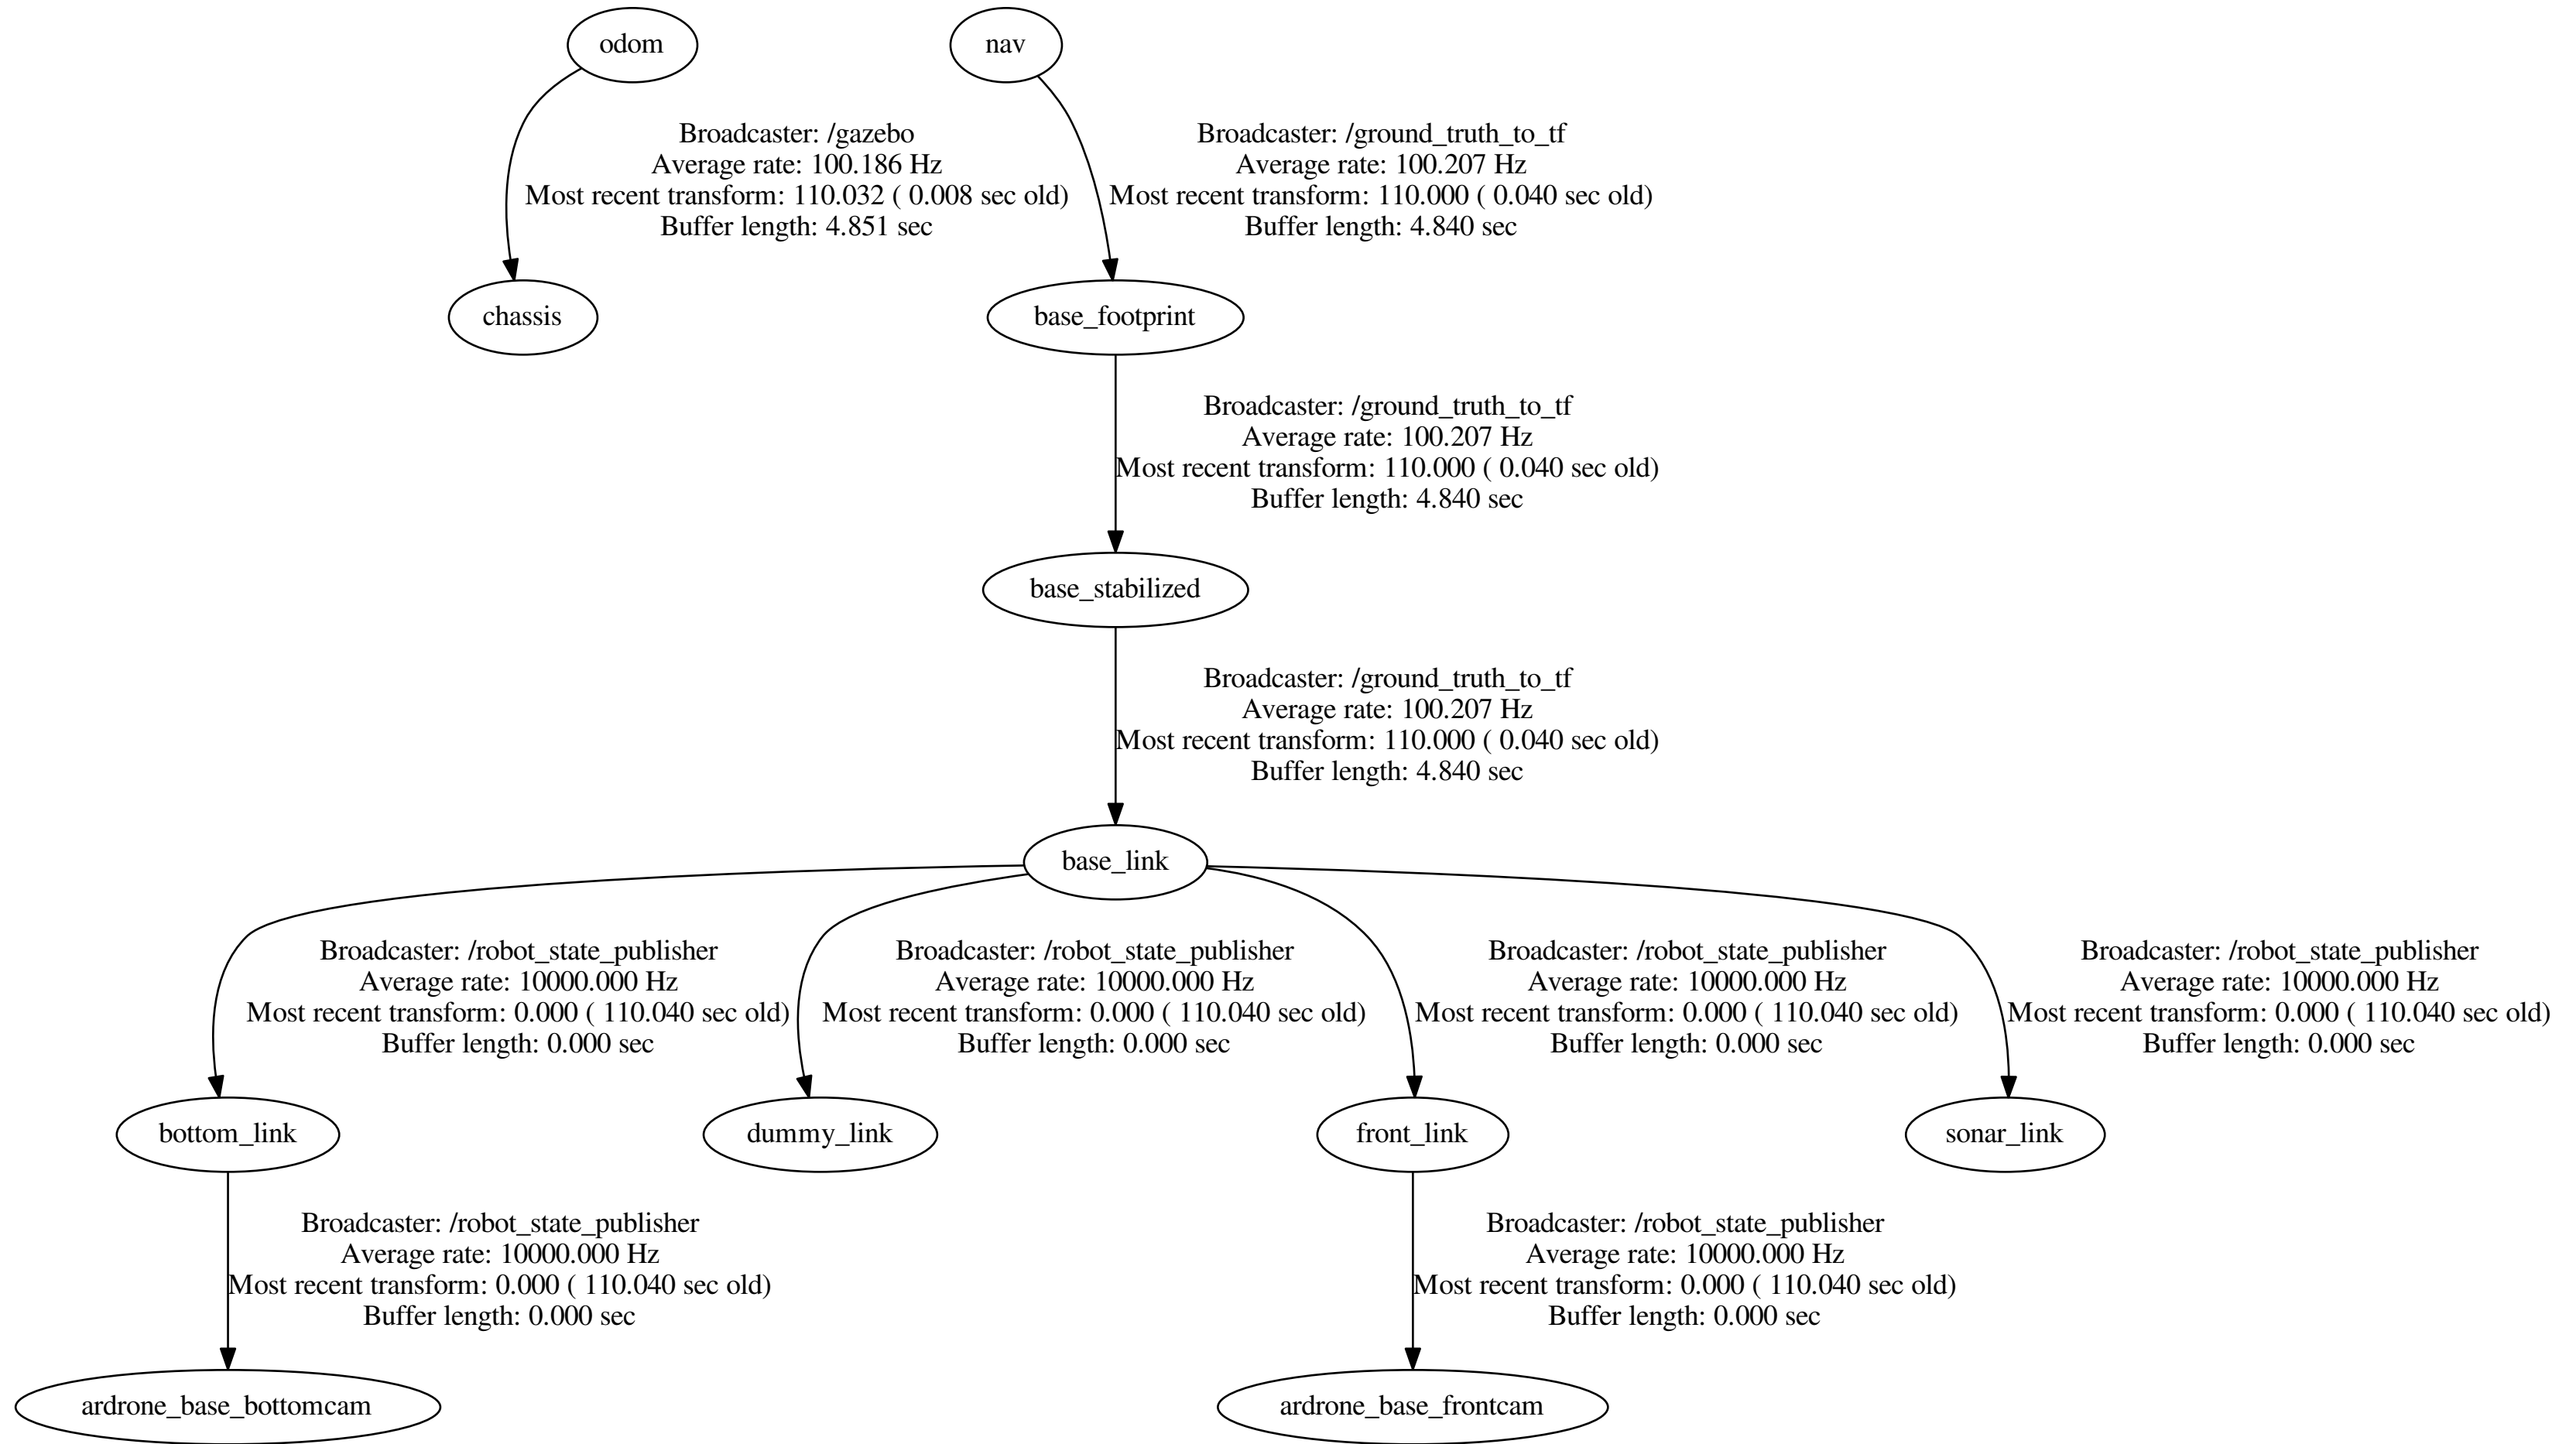 odom
nav
Broadcaster: /gazebo
Average rate: 100.186 Hz
Most recent transform: 110.032 ( 0.008 sec old)
Buffer length: 4.851 sec
Broadcaster: /ground_truth_to_tf
Average rate: 100.207 Hz
Most recent transform: 110.000 ( 0.040 sec old)
Buffer length: 4.840 sec
chassis
base_footprint
Broadcaster: /ground_truth_to_tf
Average rate: 100.207 Hz
Most recent transform: 110.000 ( 0.040 sec old)
Buffer length: 4.840 sec
base_stabilized
Broadcaster: /ground_truth_to_tf
Average rate: 100.207 Hz
Most recent transform: 110.000 ( 0.040 sec old)
Buffer length: 4.840 sec
base_link
Broadcaster: /robot_state_publisher
Average rate: 10000.000 Hz
Most recent transform: 0.000 ( 110.040 sec old)
Buffer length: 0.000 sec
Broadcaster: /robot_state_publisher
Average rate: 10000.000 Hz
Most recent transform: 0.000 ( 110.040 sec old)
Buffer length: 0.000 sec
Broadcaster: /robot_state_publisher
Average rate: 10000.000 Hz
Most recent transform: 0.000 ( 110.040 sec old)
Buffer length: 0.000 sec
Broadcaster: /robot_state_publisher
Average rate: 10000.000 Hz
Most recent transform: 0.000 ( 110.040 sec old)
Buffer length: 0.000 sec
bottom_link
dummy_link
front_link
sonar_link
Broadcaster: /robot_state_publisher
Average rate: 10000.000 Hz
Most recent transform: 0.000 ( 110.040 sec old)
Buffer length: 0.000 sec
Broadcaster: /robot_state_publisher
Average rate: 10000.000 Hz
Most recent transform: 0.000 ( 110.040 sec old)
Buffer length: 0.000 sec
ardrone_base_bottomcam
ardrone_base_frontcam